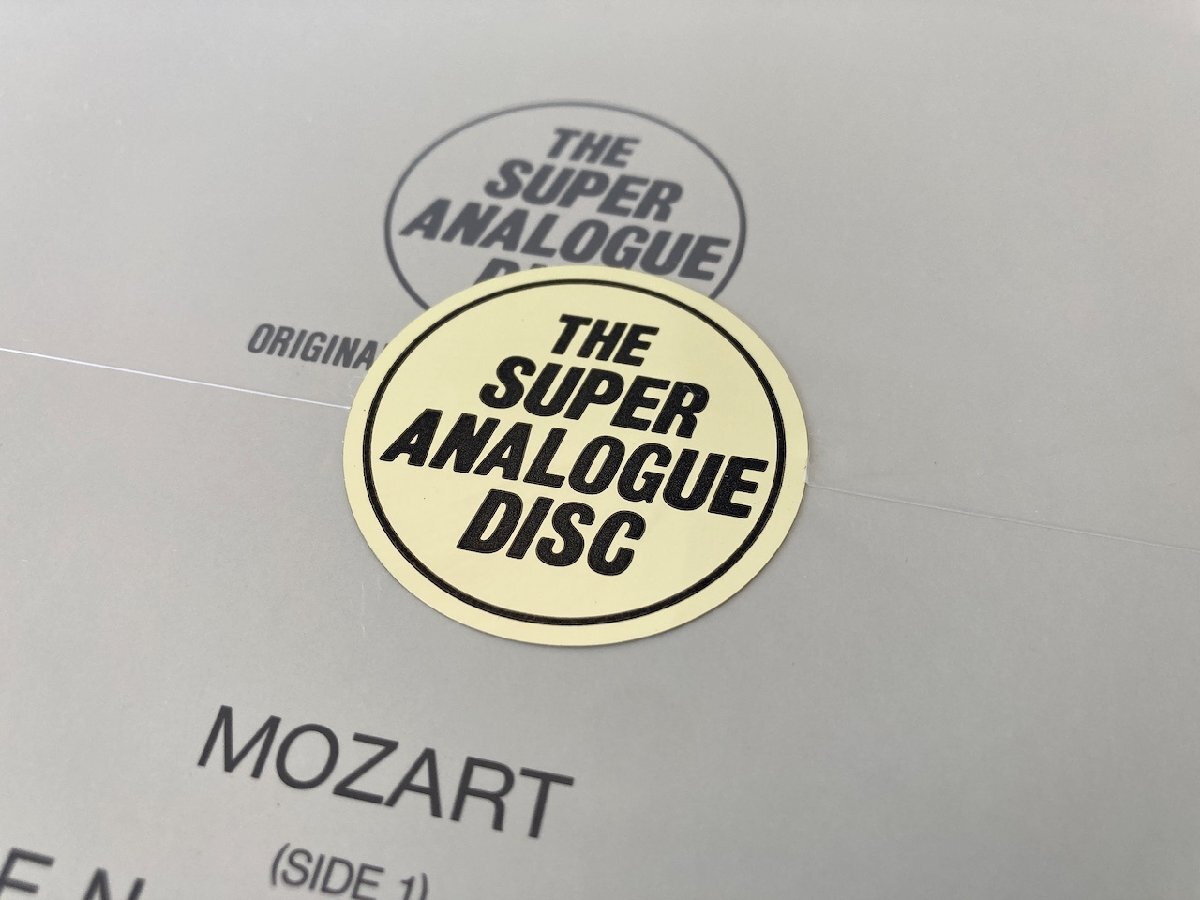 THE
SUPER
ANALOGUE
THE
SUPER
ANALOGUE
DISC
MOZART
(SIDE 1)